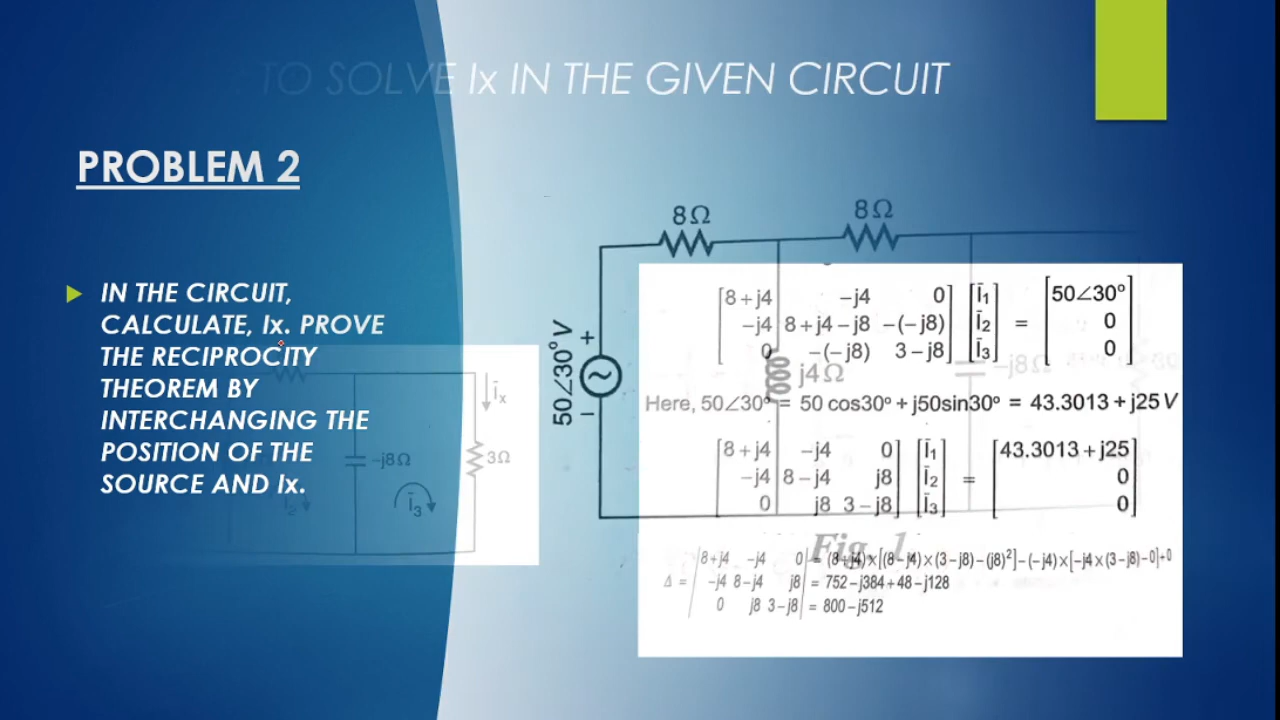 TO SOLVE Ix IN THE GIVEN CIRCUIT
PROBLEM 2
IN THE CIRCUIT,
CALCULATE, Ix. PROVE
THE RECIPROCITY
THEOREM BY
INTERCHANGING THE
POSITION OF THE
SOURCE AND Ix.
Īx
-j8Ω
3Ω
Ī2
Ī3
8Ω
8Ω
50∠30° V
+
-
j4Ω
-j8Ω
[8+j4 -j4 0] [Ī1] [50∠30°]
[-j4 8+j4-j8 -(-j8)] [Ī2] = [0]
[0 -(-j8) 3-j8] [Ī3] [0]
Here, 50∠30° = 50 cos30° + j50sin30° = 43.3013 + j25 V
[8+j4 -j4 0] [Ī1] [43.3013+j25]
[-j4 8-j4 j8] [Ī2] = [0]
[0 j8 3-j8] [Ī3] [0]
Fig. 1
|8+j4 -j4 0| = (8+j4)×[(8-j4)×(3-j8)-(j8)²]-(-j4)×[-j4×(3-j8)-0]+0
Δ = |-j4 8-j4 j8| = 752-j384+48-j128
|0 j8 3-j8| = 800-j512